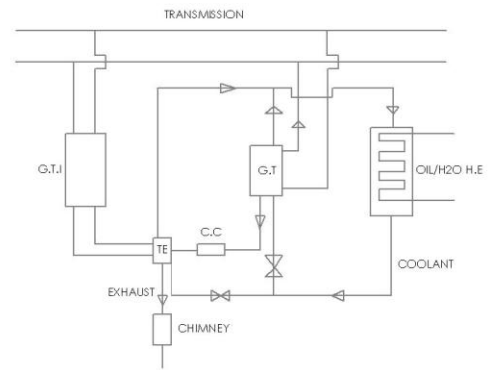 TRANSMISSION
G.T.I
G.T
OIL/H2O H.E
C.C
TE
COOLANT
EXHAUST
CHIMNEY